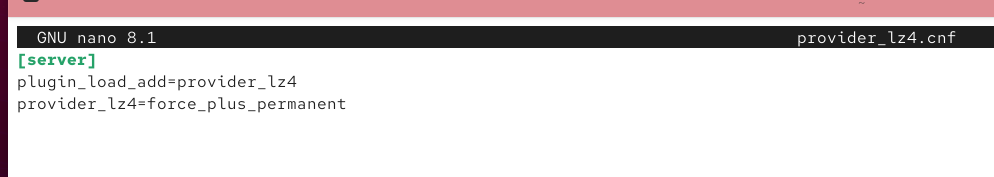 GNU nano 8.1 provider_lz4.cnf
[server]
plugin_load_add=provider_lz4
provider_lz4=force_plus_permanent